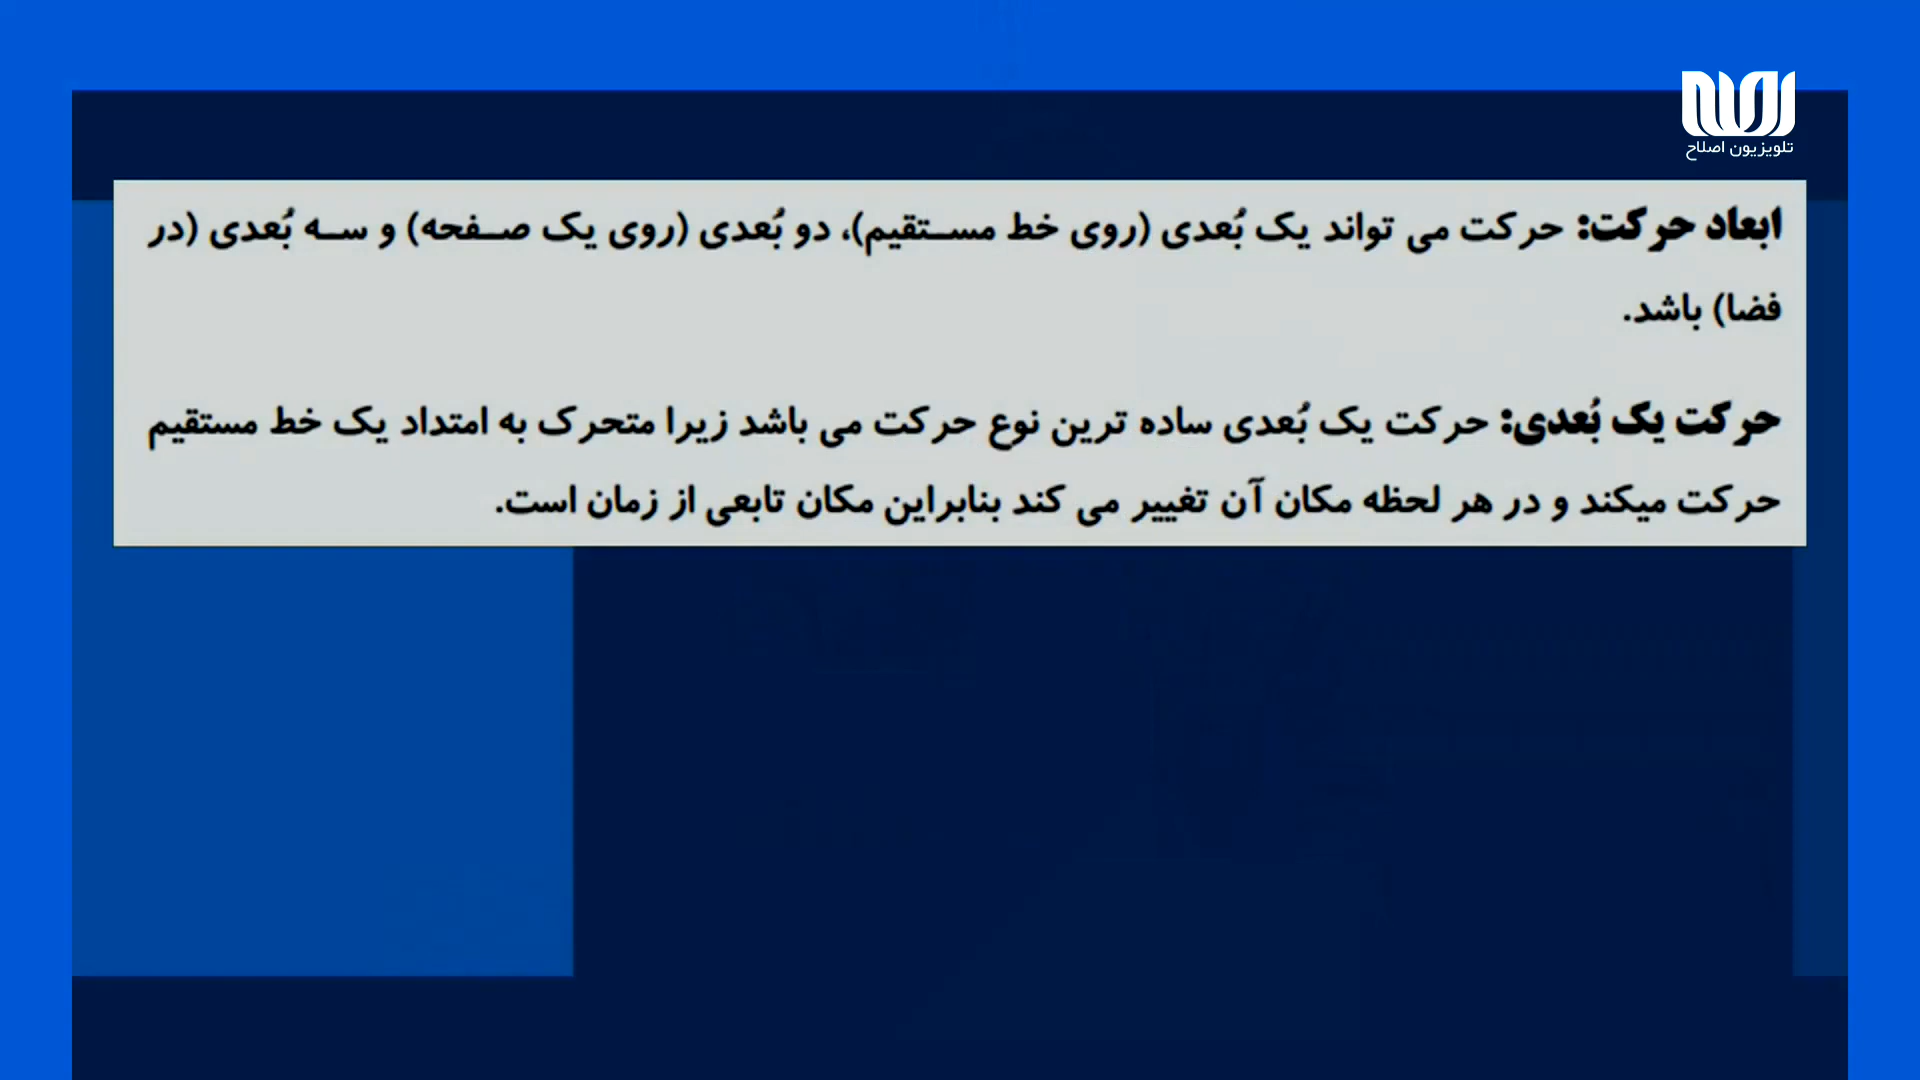 تلویزیون اصلاح
ابعاد حرکت: حرکت می تواند یک بُعدی (روی خط مستقیم)، دو بُعدی (روی یک صفحه) و سه بُعدی (در
فضا) باشد.
حرکت یک بُعدی: حرکت یک بُعدی ساده ترین نوع حرکت می باشد زیرا متحرک به امتداد یک خط مستقیم
حرکت میکند و در هر لحظه مکان آن تغییر می کند بنابراین مکان تابعی از زمان است.